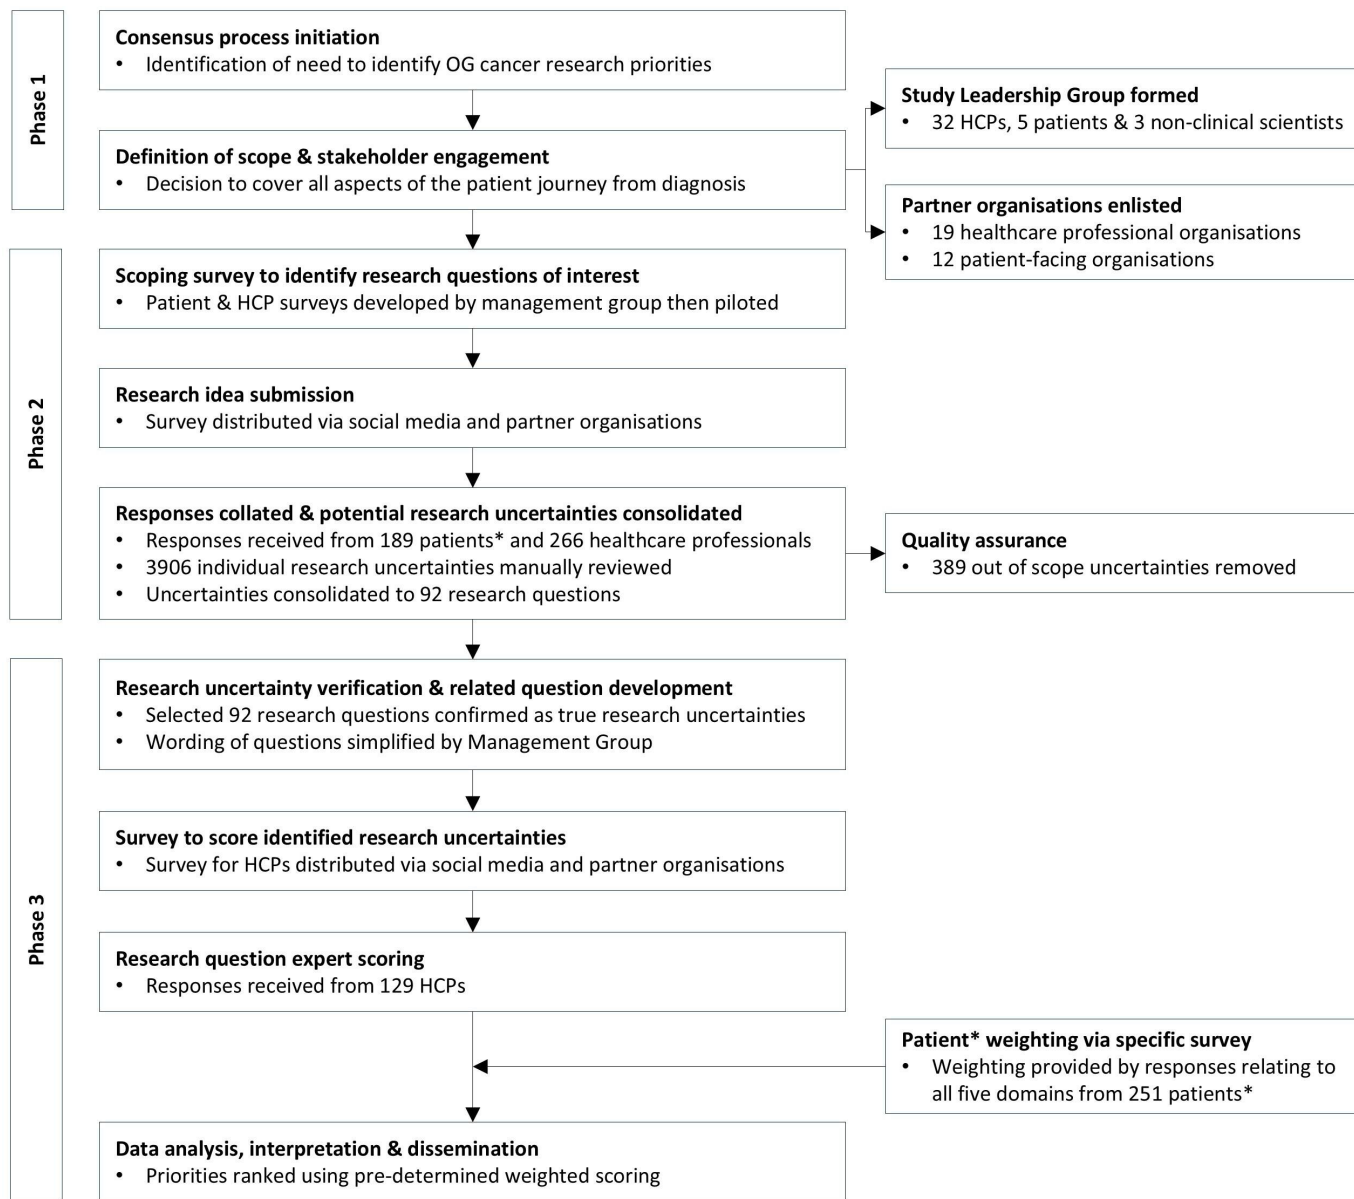 Phase 1
Consensus process initiation
• Identification of need to identify OG cancer research priorities
Definition of scope & stakeholder engagement
• Decision to cover all aspects of the patient journey from diagnosis
Study Leadership Group formed
• 32 HCPs, 5 patients & 3 non-clinical scientists
Partner organisations enlisted
• 19 healthcare professional organisations
• 12 patient-facing organisations
Phase 2
Scoping survey to identify research questions of interest
• Patient & HCP surveys developed by management group then piloted
Research idea submission
• Survey distributed via social media and partner organisations
Responses collated & potential research uncertainties consolidated
• Responses received from 189 patients* and 266 healthcare professionals
• 3906 individual research uncertainties manually reviewed
• Uncertainties consolidated to 92 research questions
Quality assurance
• 389 out of scope uncertainties removed
Phase 3
Research uncertainty verification & related question development
• Selected 92 research questions confirmed as true research uncertainties
• Wording of questions simplified by Management Group
Survey to score identified research uncertainties
• Survey for HCPs distributed via social media and partner organisations
Research question expert scoring
• Responses received from 129 HCPs
Patient* weighting via specific survey
• Weighting provided by responses relating to
all five domains from 251 patients*
Data analysis, interpretation & dissemination
• Priorities ranked using pre-determined weighted scoring